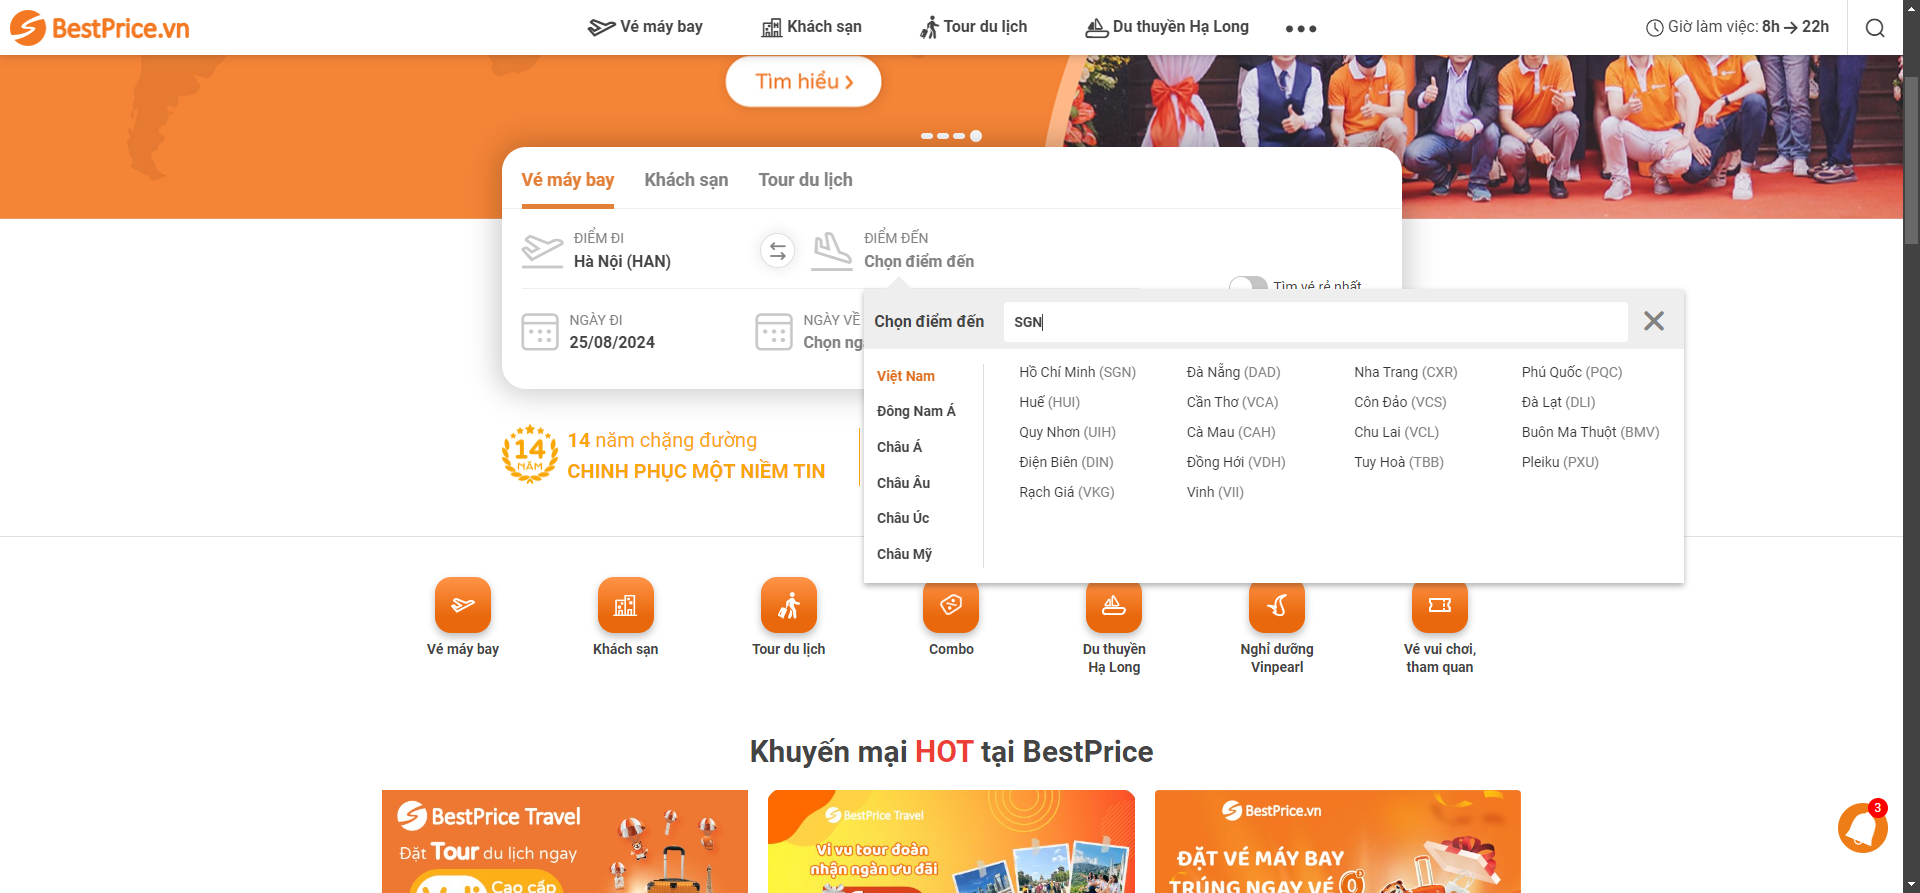 BestPrice.vn
Vé máy bay
Khách sạn
Tour du lịch
Du thuyền Hạ Long
Giờ làm việc: 8h → 22h
Tìm hiểu
Vé máy bay
Khách sạn
Tour du lịch
ĐIỂM ĐI
Hà Nội (HAN)
ĐIỂM ĐẾN
Chọn điểm đến
Tìm vé rẻ nhất
NGÀY ĐI
25/08/2024
NGÀY VỀ
Chọn
Chọn điểm đến
SGN
Việt Nam
Đông Nam Á
Châu Á
Châu Âu
Châu Úc
Châu Mỹ
Hồ Chí Minh (SGN)
Đà Nẵng (DAD)
Nha Trang (CXR)
Phú Quốc (PQC)
Huế (HUI)
Cần Thơ (VCA)
Côn Đảo (VCS)
Đà Lạt (DLI)
Quy Nhơn (UIH)
Cà Mau (CAH)
Chu Lai (VCL)
Buôn Ma Thuột (BMV)
Điện Biên (DIN)
Đồng Hới (VDH)
Tuy Hoà (TBB)
Pleiku (PXU)
Rạch Giá (VKG)
Vinh (VII)
14
NĂM
14 năm chặng đường
CHINH PHỤC MỘT NIỀM TIN
Vé máy bay
Khách sạn
Tour du lịch
Combo
Du thuyền
Hạ Long
Nghỉ dưỡng
Vinpearl
Vé vui chơi,
tham quan
Khuyến mại HOT tại BestPrice
BestPrice Travel
Đặt Tour du lịch ngay
Cao cấp
BestPrice Travel
Vi vu tour đoàn
nhận ngàn ưu đãi
BestPrice.vn
ĐẶT VÉ MÁY BAY
TRÚNG NGAY VÉ 0
3